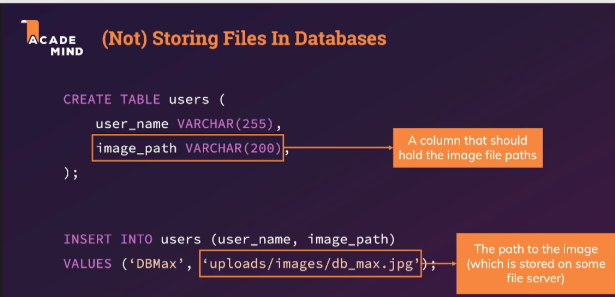 ACADE
MIND
(Not) Storing Files In Databases
CREATE TABLE users (
user_name VARCHAR(255),
image_path VARCHAR(200),
);
A column that should
hold the image file paths
INSERT INTO users (user_name, image_path)
VALUES (‘DBMax’, ‘uploads/images/db_max.jpg’);
The path to the image
(which is stored on some
file server)